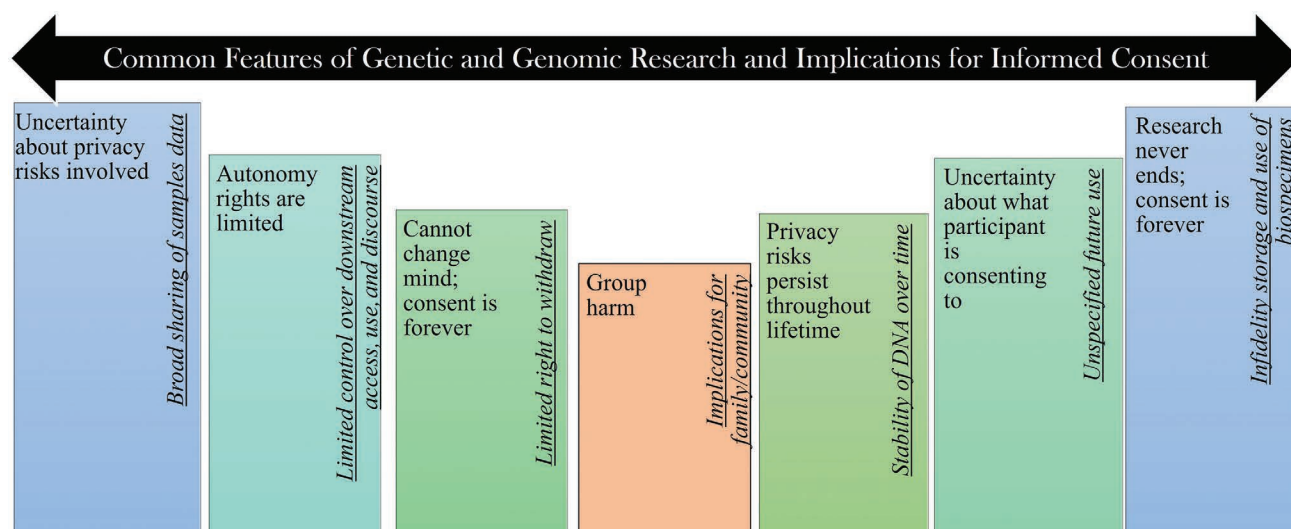 Common Features of Genetic and Genomic Research and Implications for Informed Consent
Uncertainty
about privacy
risks involved
Broad sharing of samples data
Autonomy
rights are
limited
Limited control over downstream
access, use, and discourse
Cannot
change
mind;
consent is
forever
Limited right to withdraw
Group
harm
Implications for
family/community
Privacy
risks
persist
throughout
lifetime
Stability of DNA over time
Uncertainty
about what
participant
is
consenting
to
Unspecified future use
Research
never
ends;
consent is
forever
Infidelity storage and use of
biospecimens